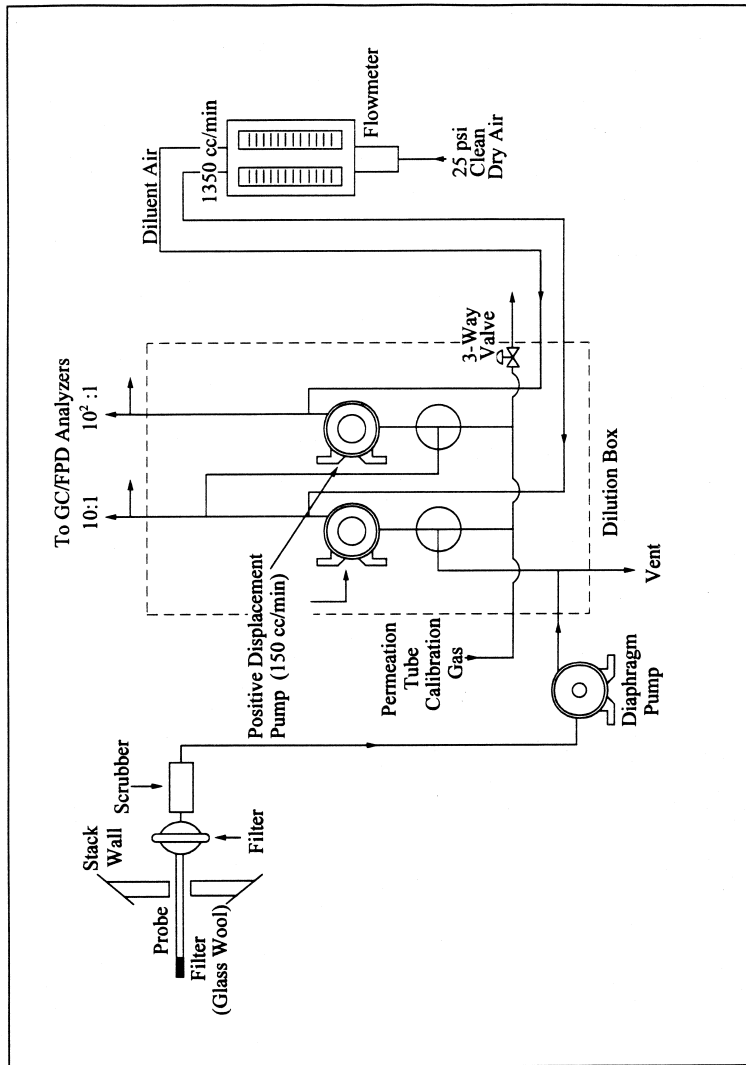 To GC/FPD Analyzers
10:1
10² :1
Diluent Air
1350 cc/min
Flowmeter
25 psi
Clean
Dry Air
3-Way
Valve
Dilution Box
Vent
Positive Displacement
Pump (150 cc/min)
Permeation
Tube
Calibration
Gas
Diaphragm
Pump
Scrubber
Stack
Wall
Filter
Probe
Filter
(Glass Wool)